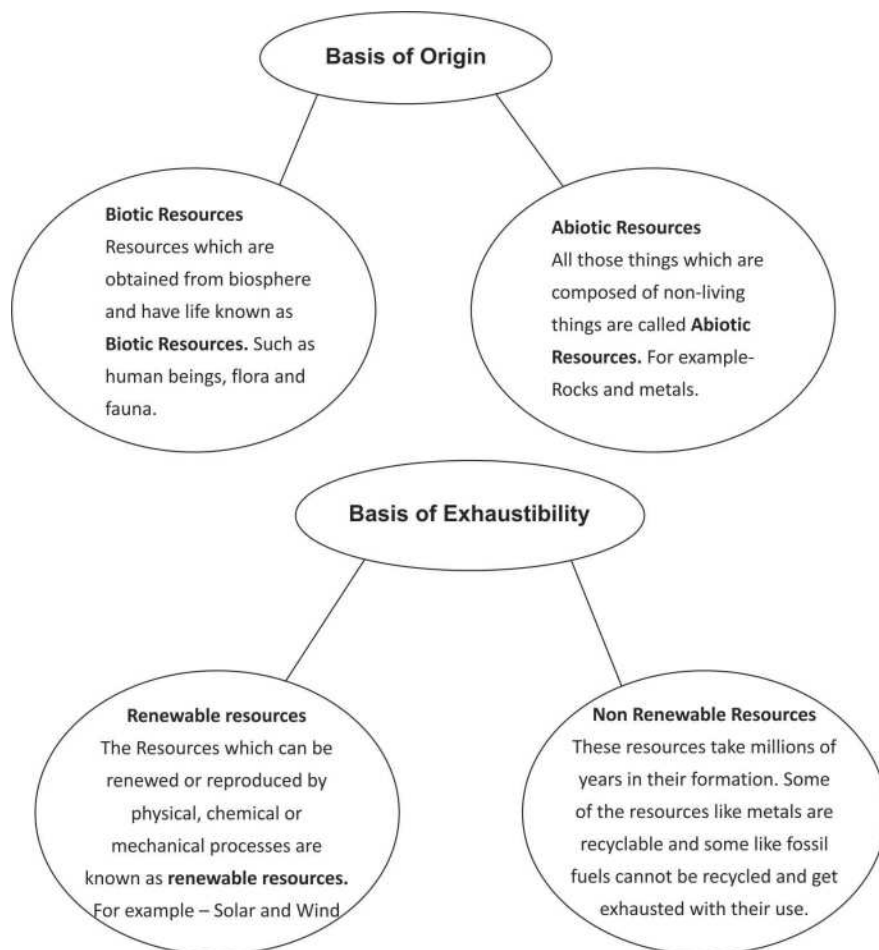 Basis of Origin
Biotic Resources
Resources which are
obtained from biosphere
and have life known as
Biotic Resources. Such as
human beings, flora and
fauna.
Abiotic Resources
All those things which are
composed of non-living
things are called Abiotic
Resources. For example-
Rocks and metals.
Basis of Exhaustibility
Renewable resources
The Resources which can be
renewed or reproduced by
physical, chemical or
mechanical processes are
known as renewable resources.
For example – Solar and Wind
Non Renewable Resources
These resources take millions of
years in their formation. Some
of the resources like metals are
recyclable and some like fossil
fuels cannot be recycled and get
exhausted with their use.